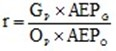 r = (G_P × AEP_G) / (O_P × AEP_O)